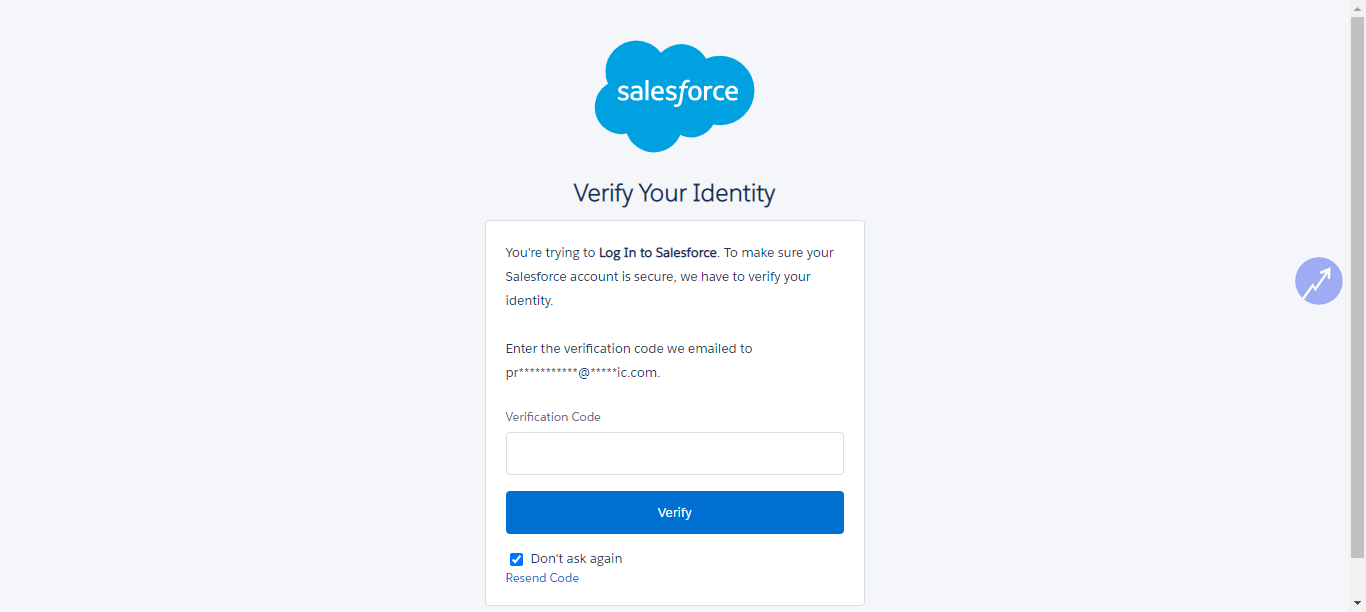 salesforce
Verify Your Identity
You're trying to Log In to Salesforce. To make sure your
Salesforce account is secure, we have to verify your
identity.
Enter the verification code we emailed to
pr***********@*****ic.com.
Verification Code
Verify
Don't ask again
Resend Code